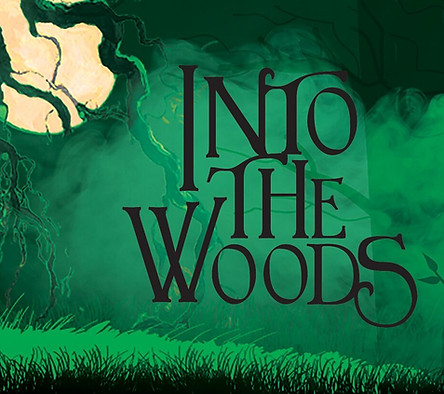 INTO
THE
WOODS